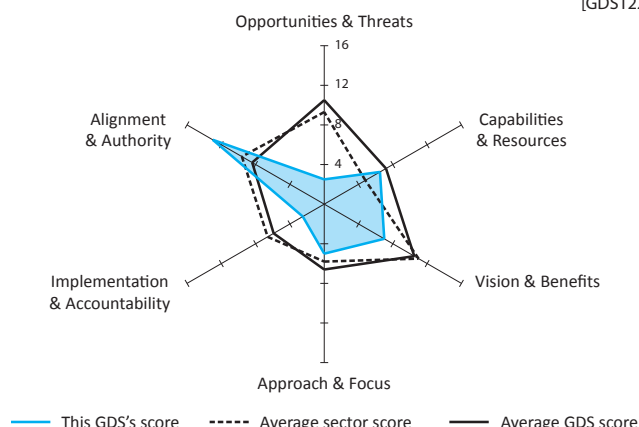 [GDS12
Opportunities & Threats
16
12
8
4
Alignment
& Authority
Capabilities
& Resources
Implementation
& Accountability
Vision & Benefits
Approach & Focus
This GDS's score
Average sector score
Average GDS score